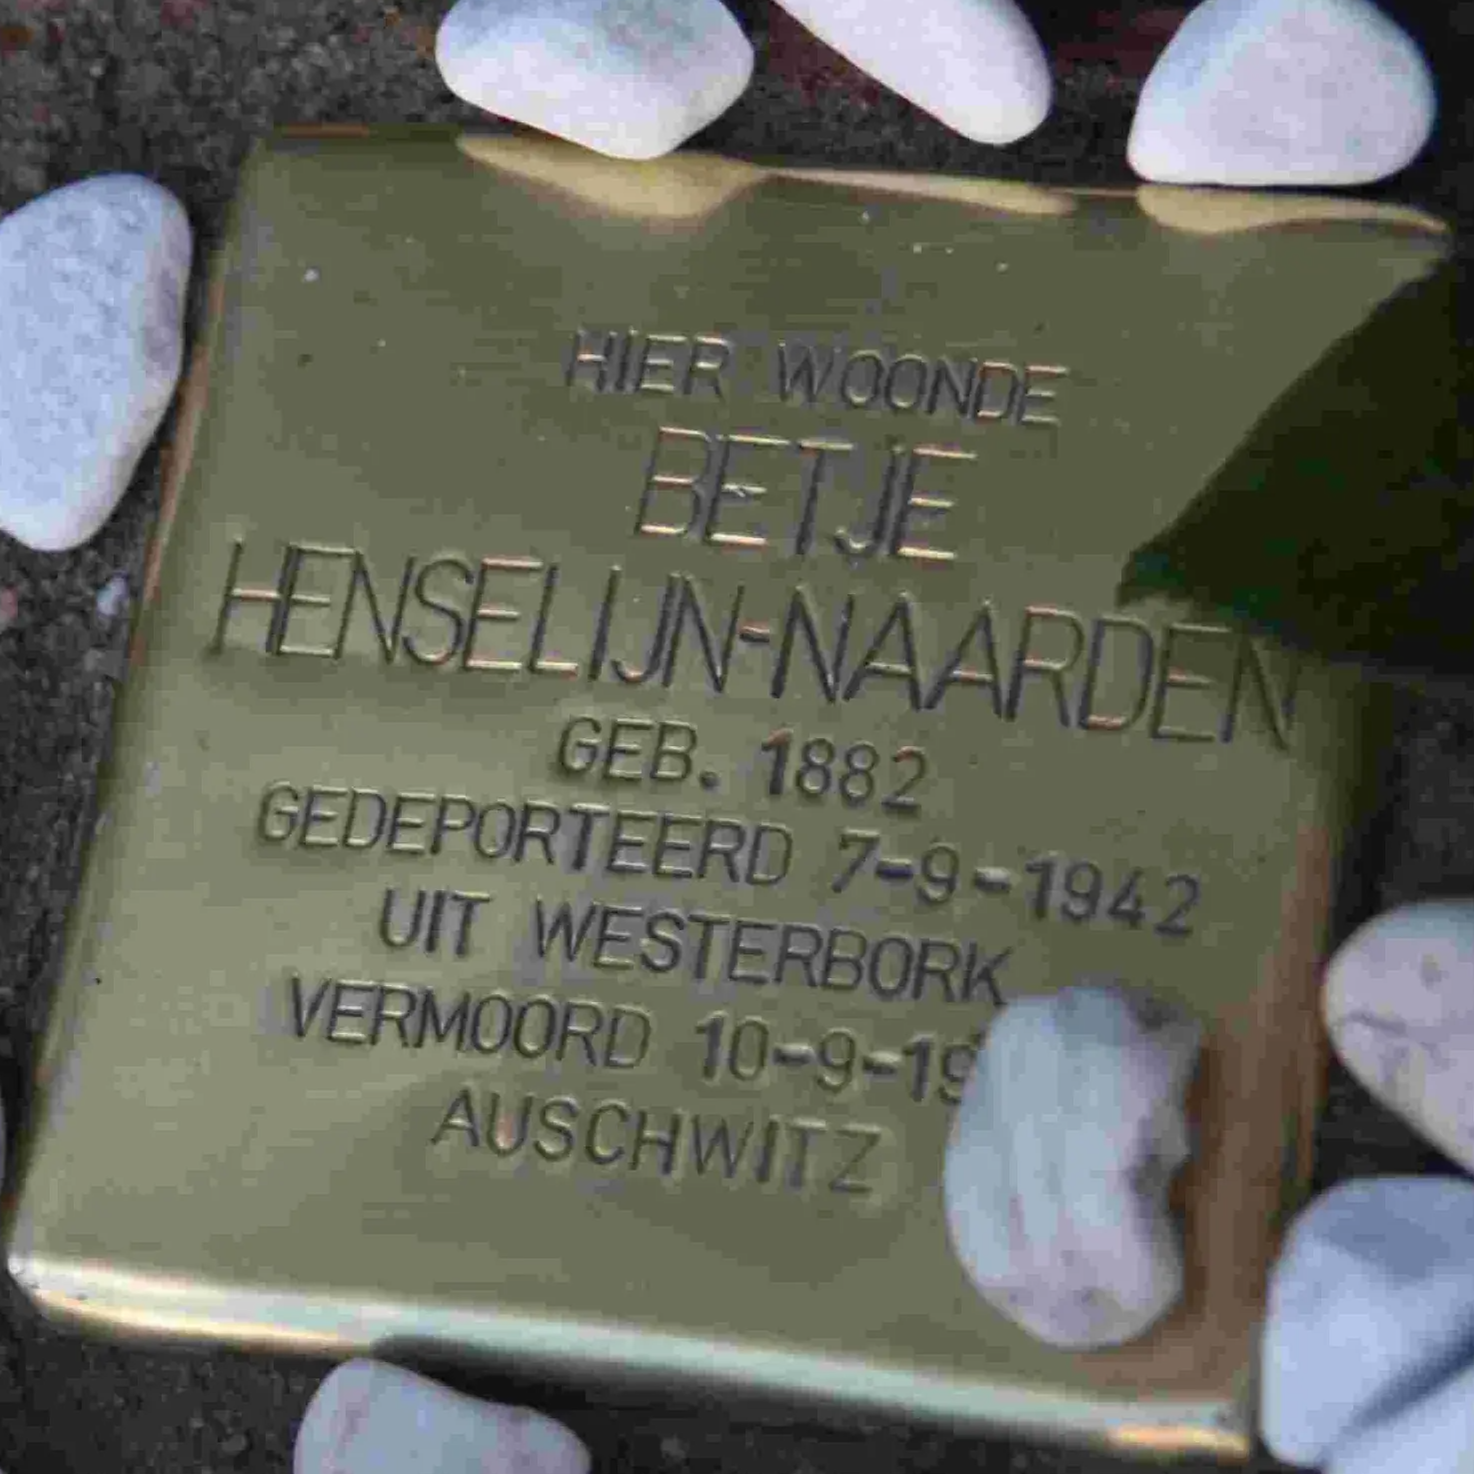 HIER WOONDE
BETJE
HENSELIJN-NAARDEN
GEB. 1882
GEDEPORTEERD 7-9-1942
UIT WESTERBORK
VERMOORD 10-9-19
AUSCHWITZ